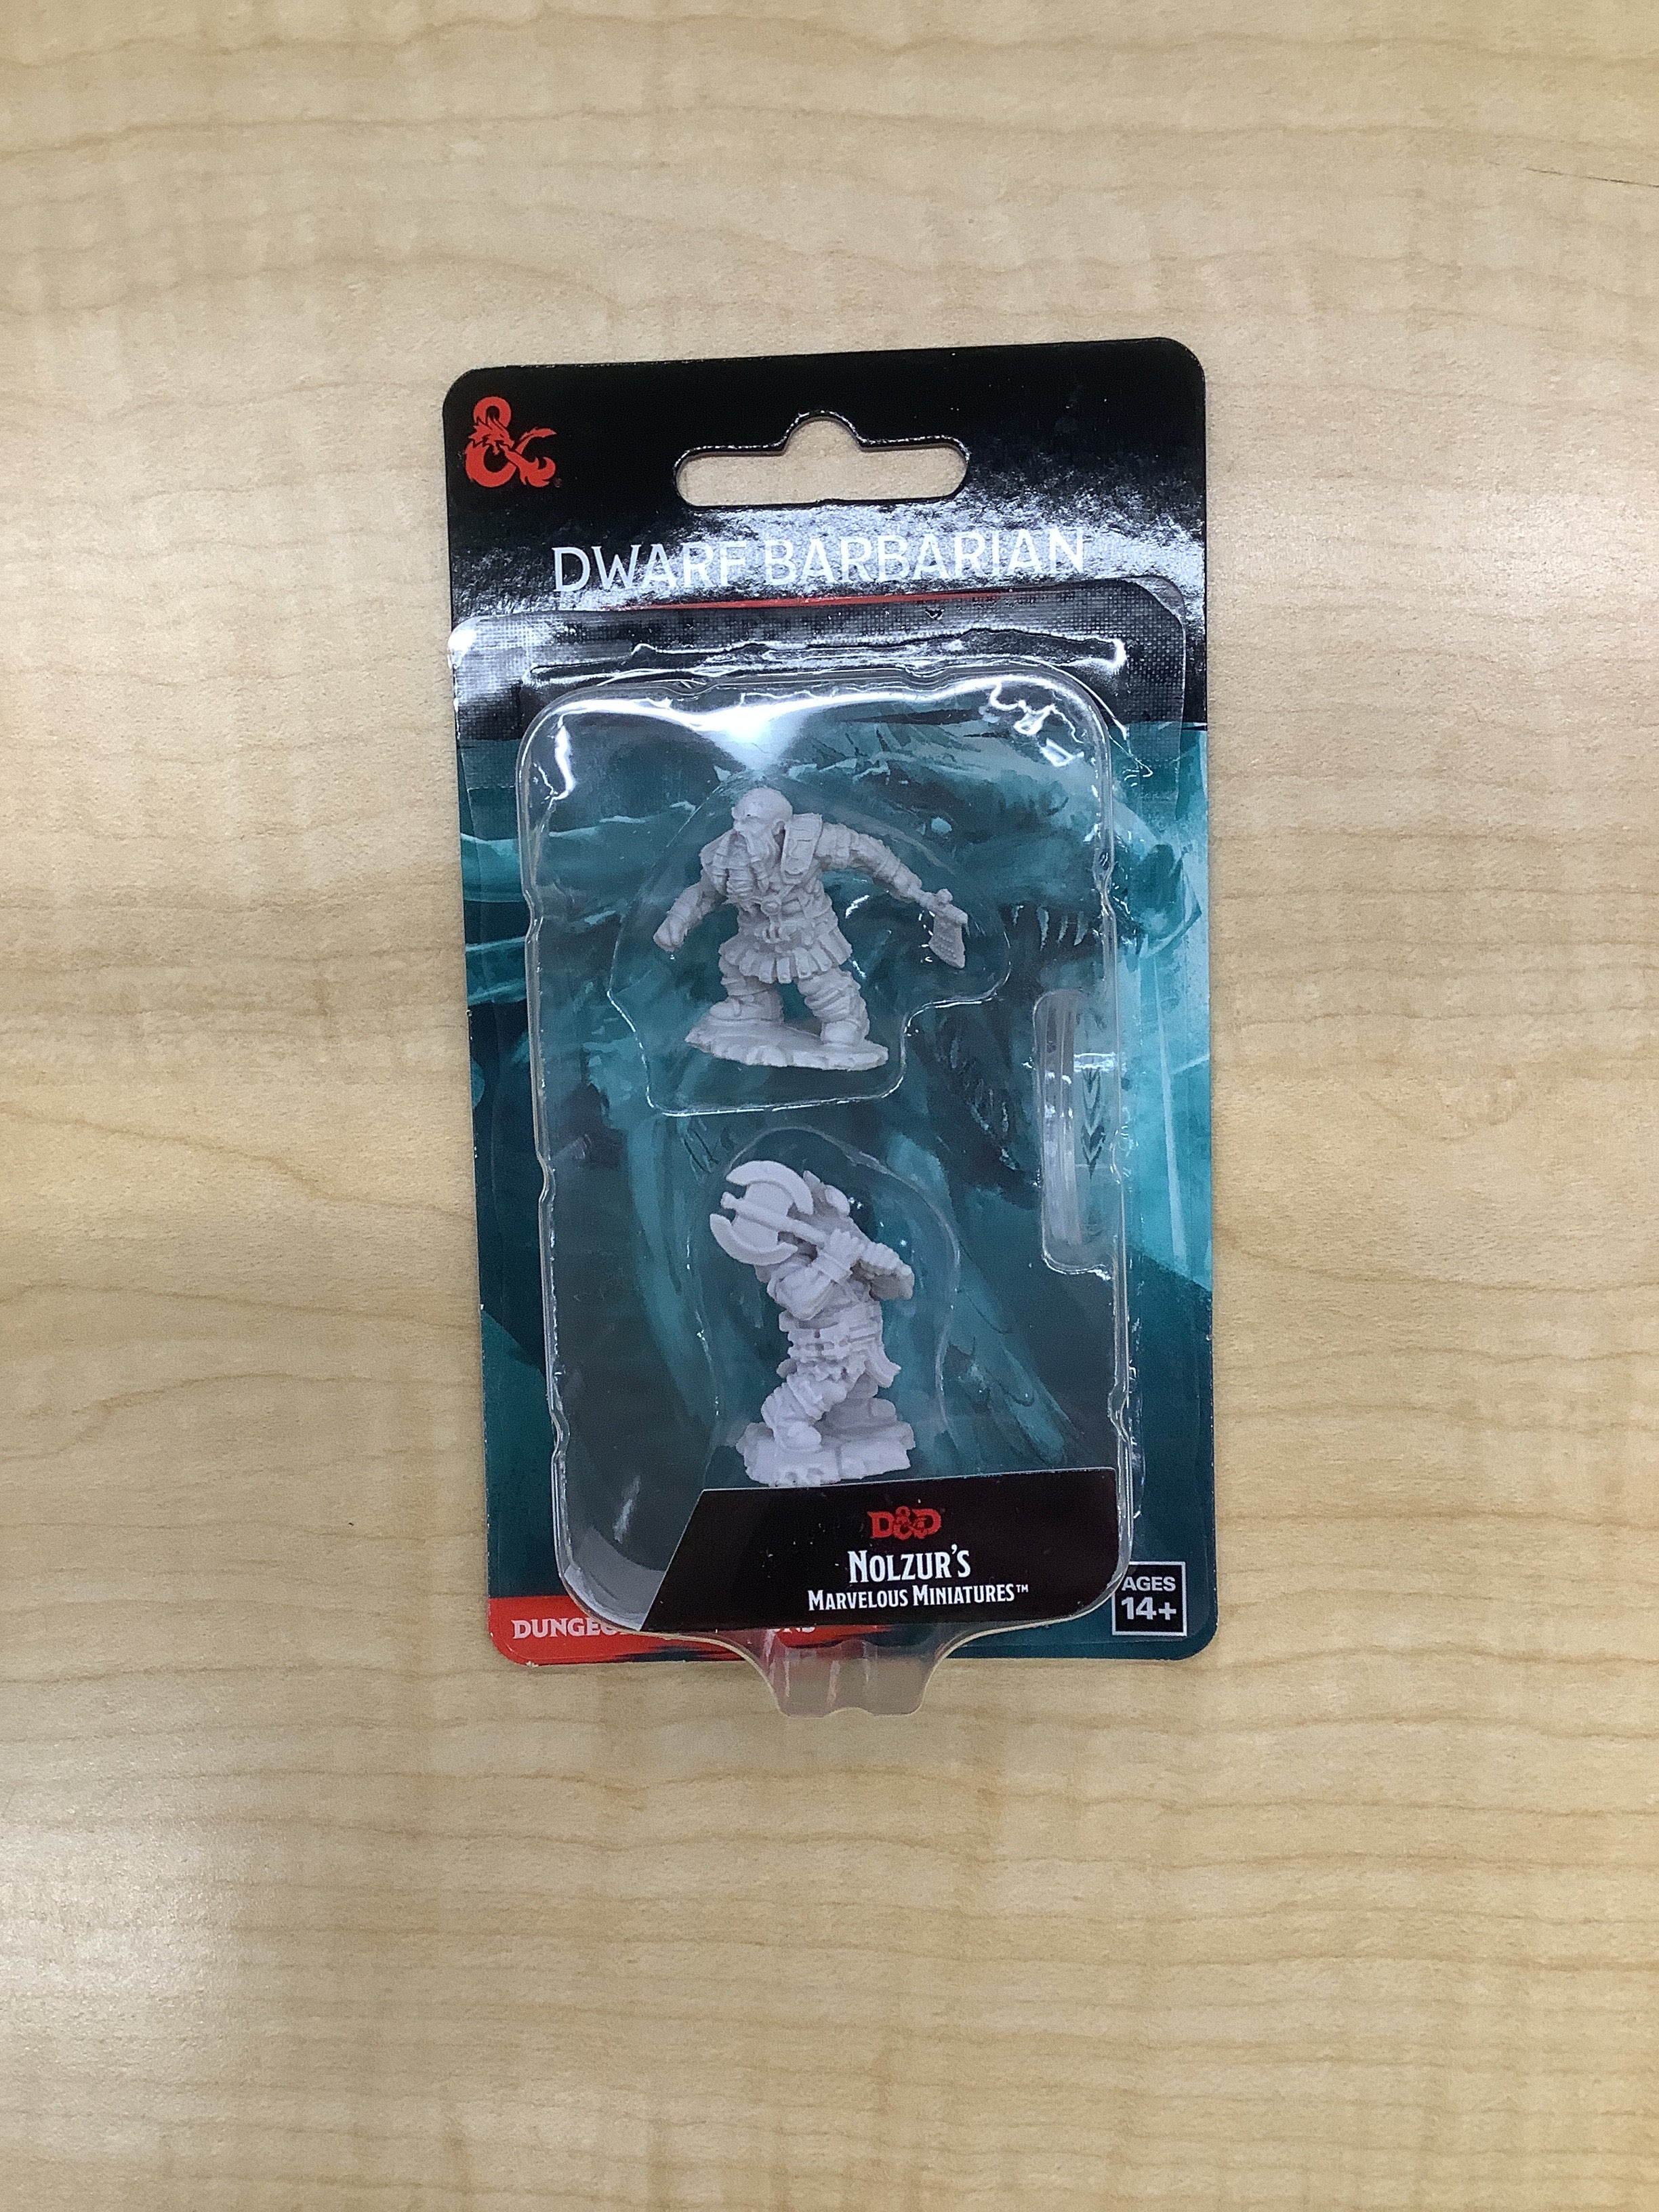 DWARF BARBARIAN
D&D
NOLZUR'S
MARVELOUS MINIATURES™
AGES
14+